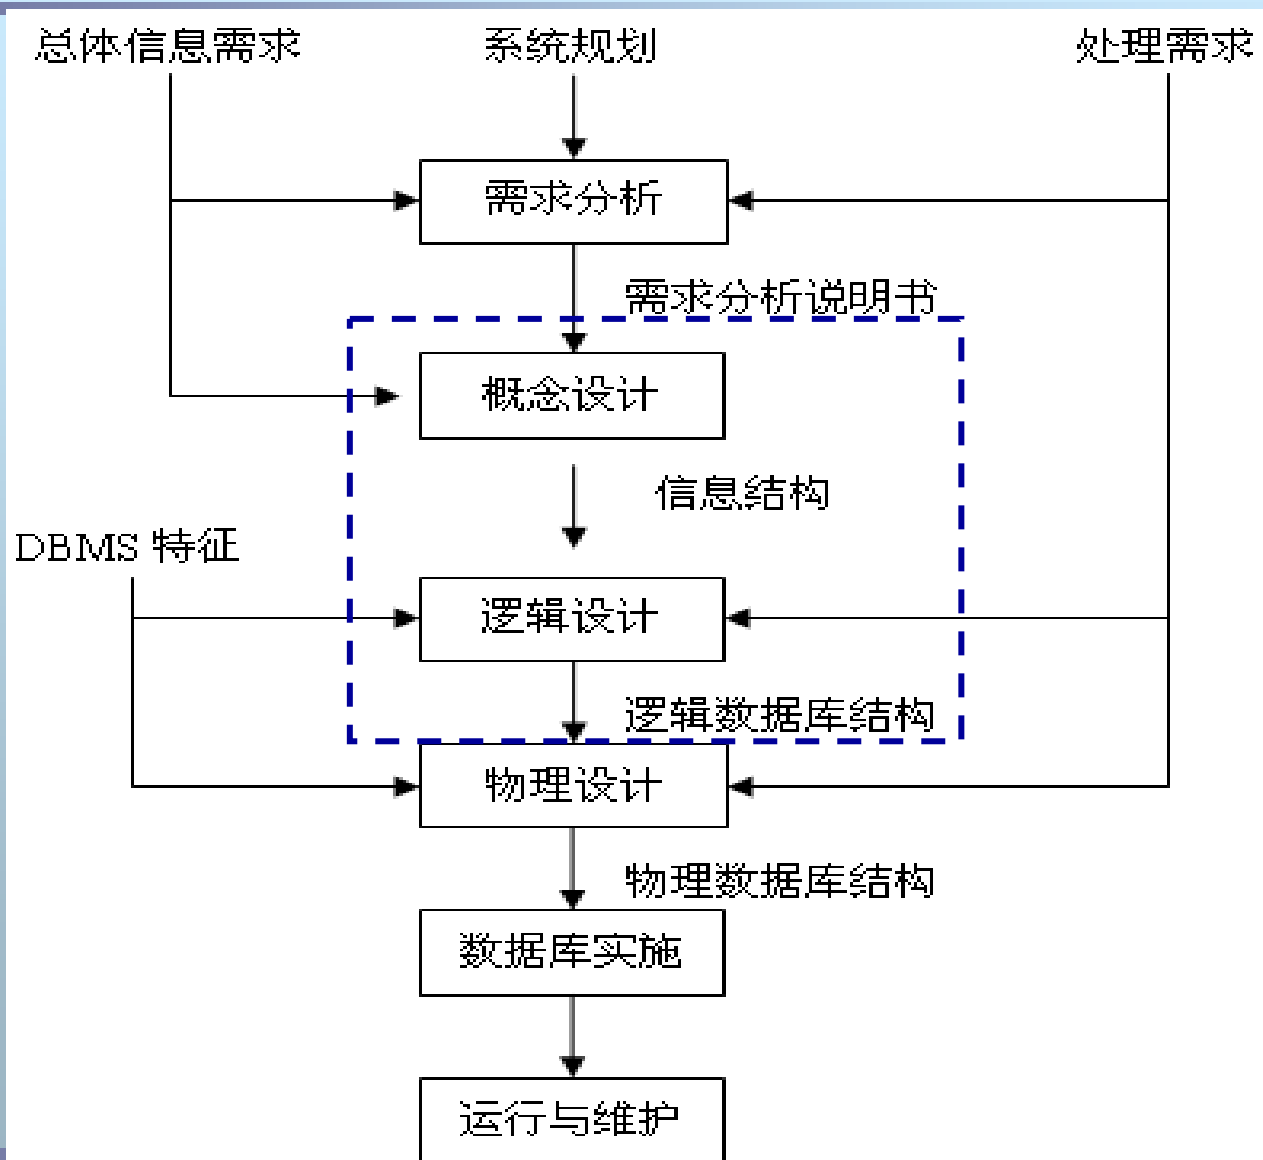 总体信息需求
系统规划
处理需求
需求分析
需求分析说明书
概念设计
信息结构
DBMS 特征
逻辑设计
逻辑数据库结构
物理设计
物理数据库结构
数据库实施
运行与维护